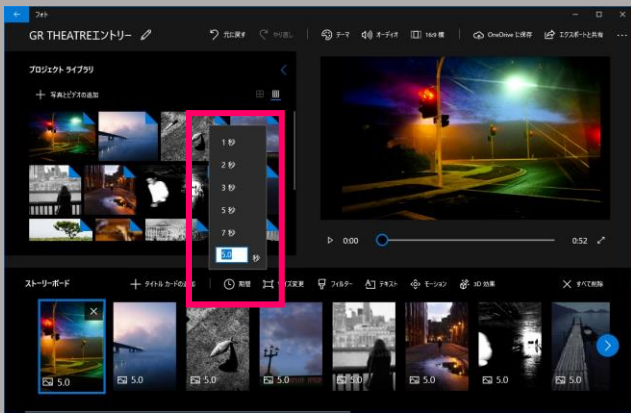 フォト
GR THEATREエントリー
元に戻す
やり直し
テーマ
オーディオ
16:9 横
OneDrive に保存
エクスポートと共有
プロジェクト ライブラリ
写真とビデオの追加
1 秒
2 秒
3 秒
5 秒
7 秒
5.0 秒
0:00
0:52
ストーリーボード
タイトル カードの追加
期間
サイズ変更
フィルター
テキスト
モーション
3D 効果
すべて削除
5.0
5.0
5.0
5.0
5.0
5.0
5.0
5.0